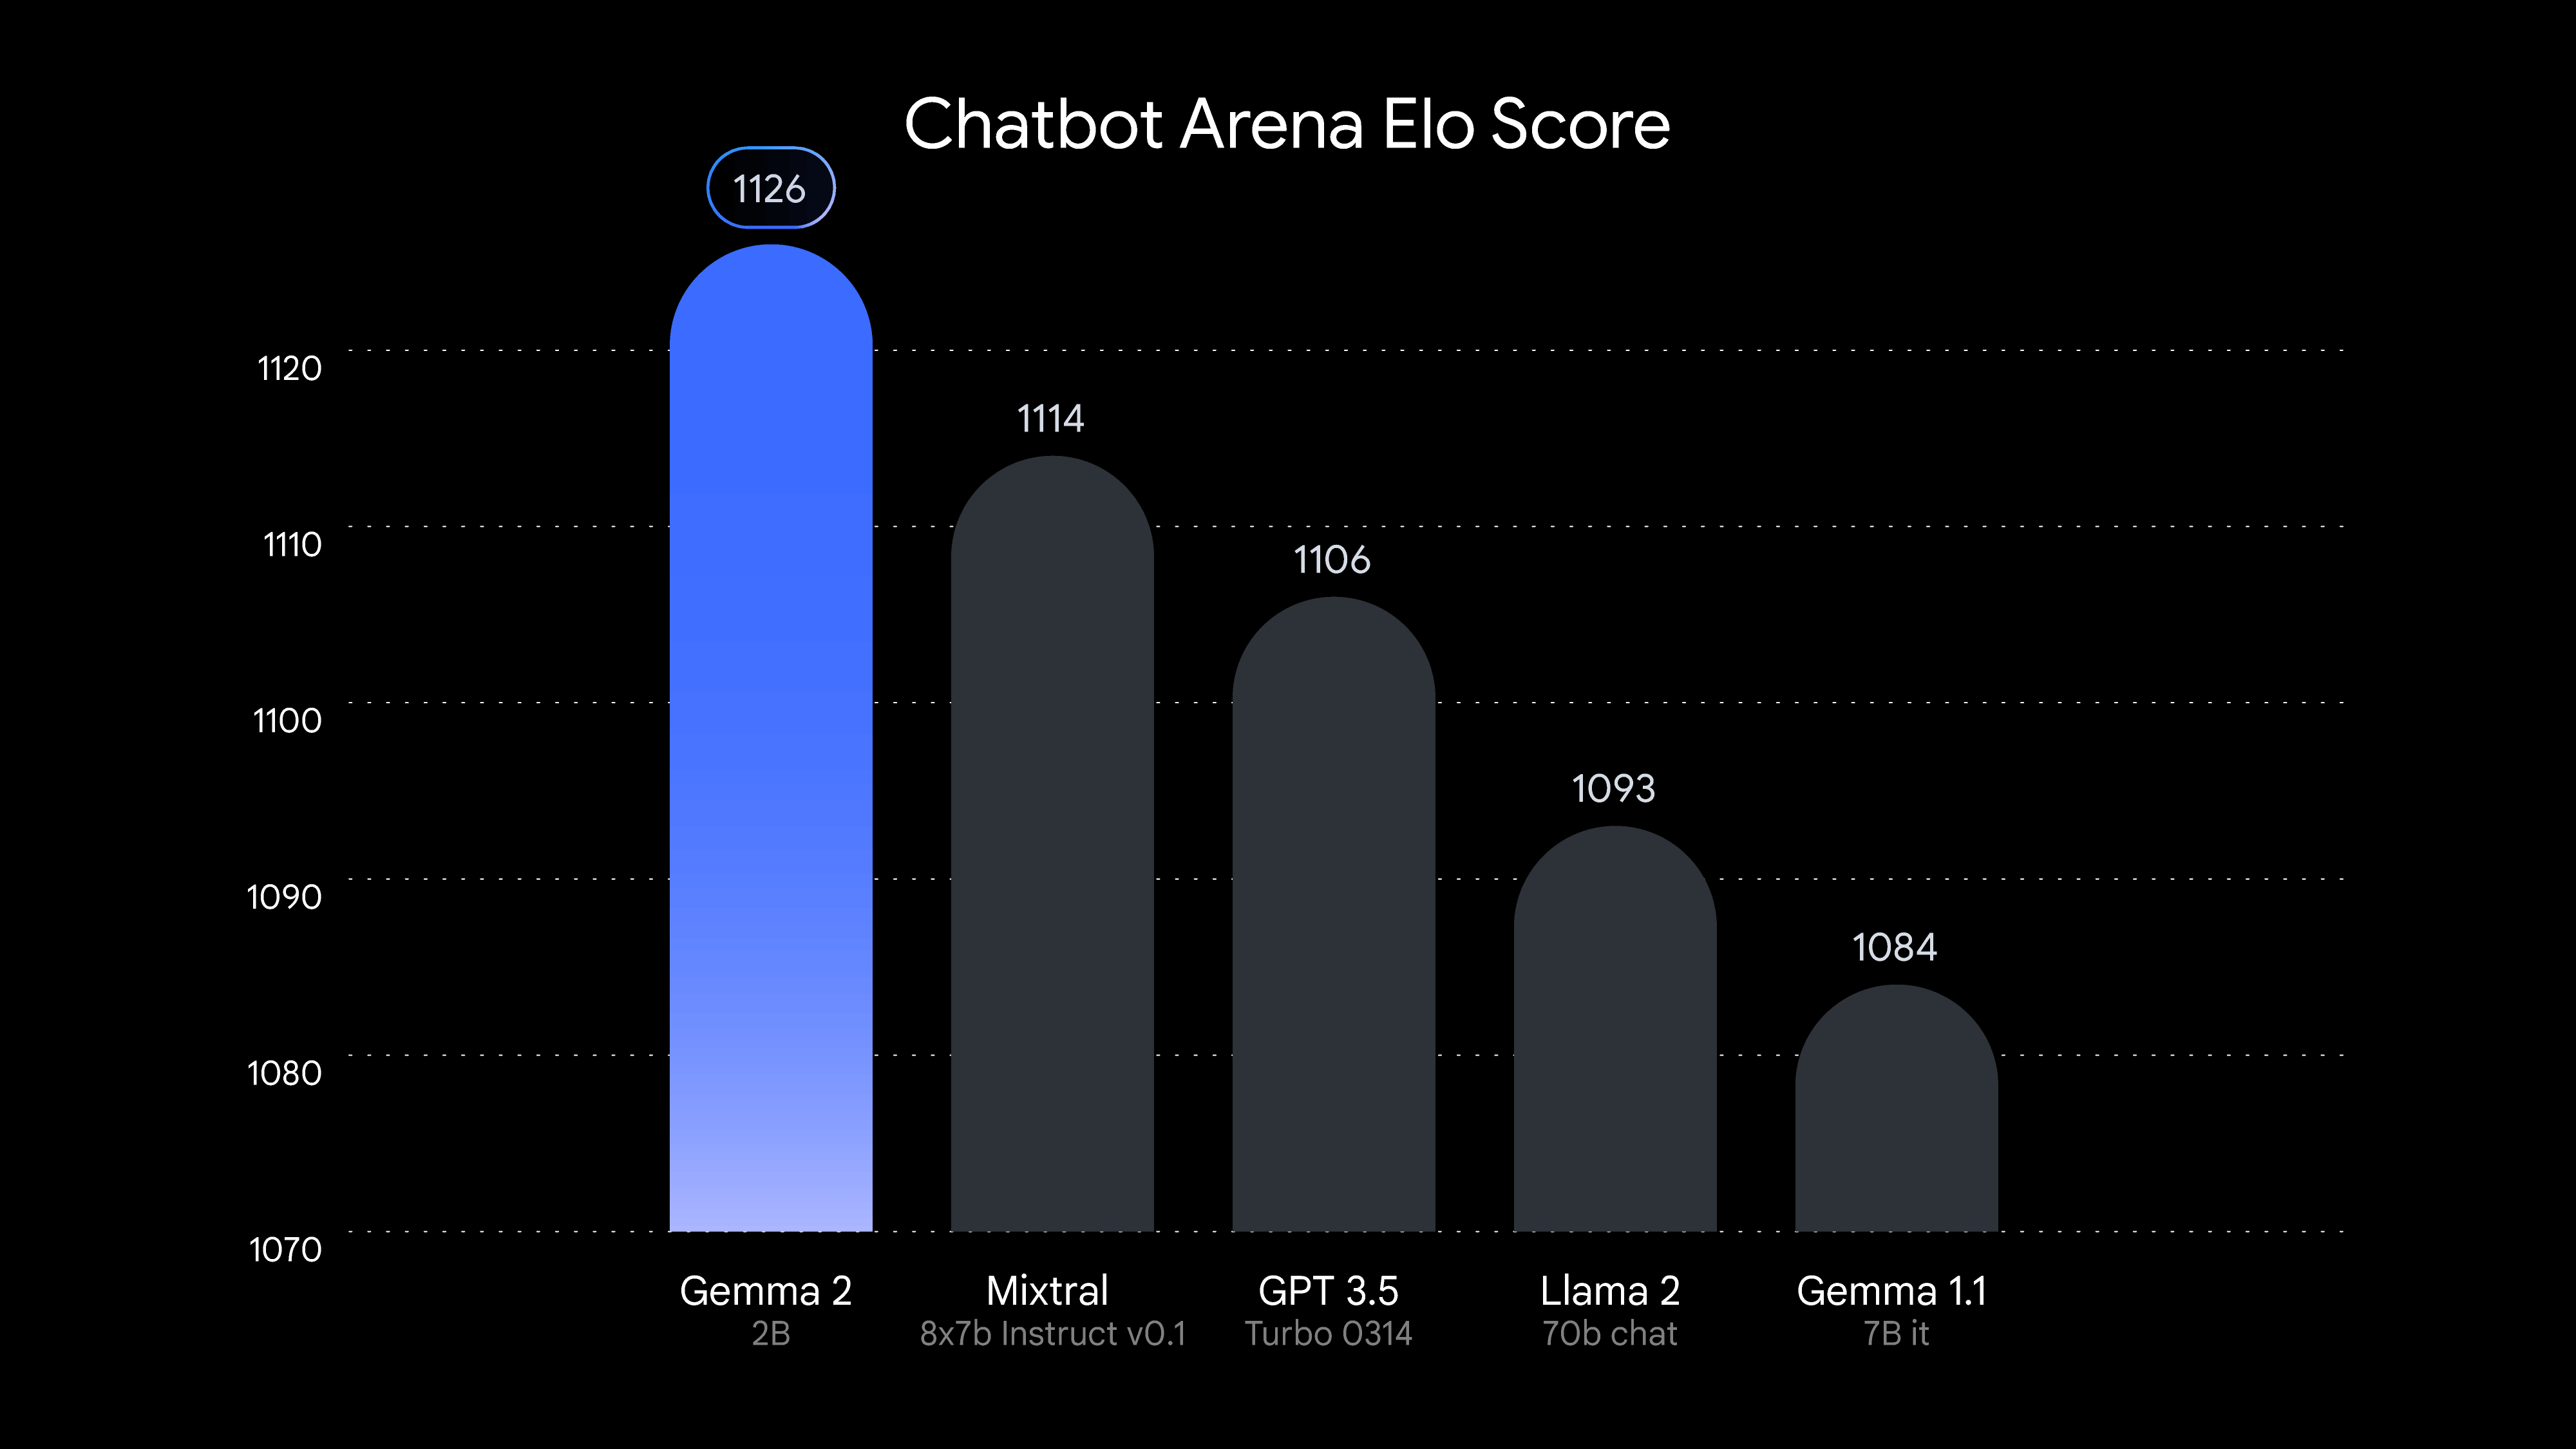 Chatbot Arena Elo Score
1126
1120
1114
1110
1106
1100
1093
1090
1084
1080
1070
Gemma 2
2B
Mixtral
8x7b Instruct v0.1
GPT 3.5
Turbo 0314
Llama 2
70b chat
Gemma 1.1
7B it